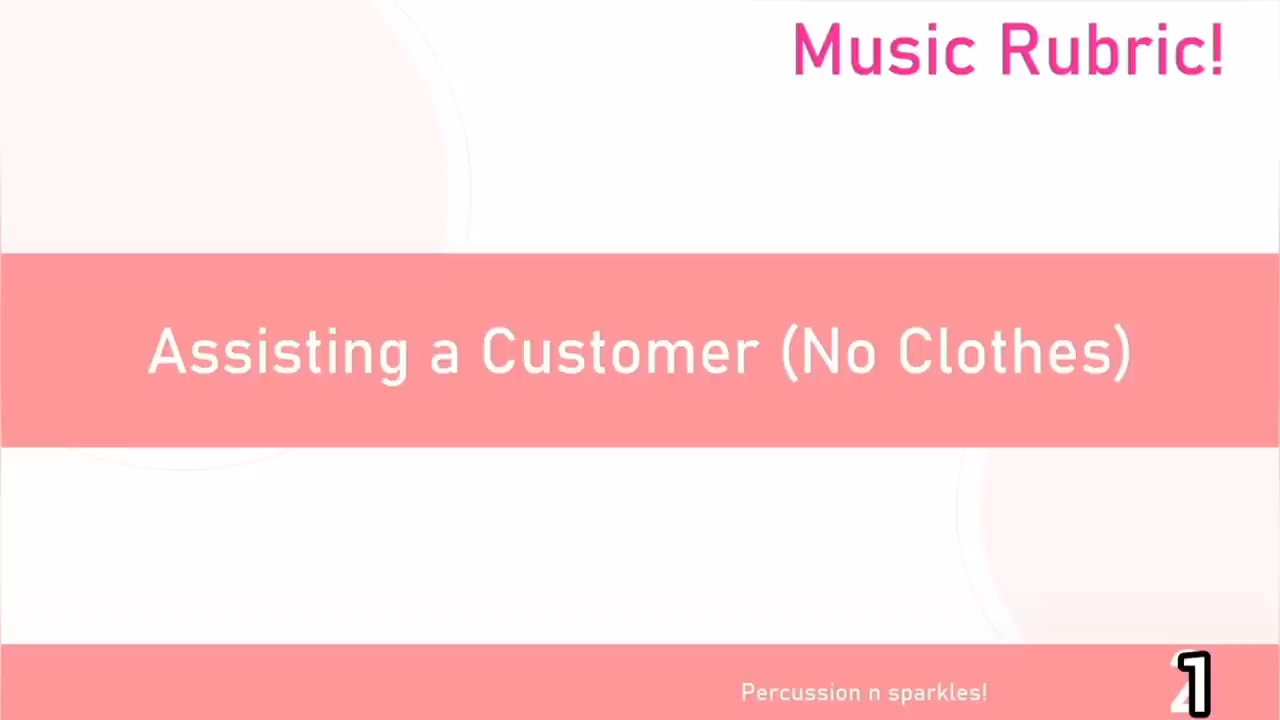 Music Rubric!
Assisting a Customer (No Clothes)
Percussion n sparkles!
1